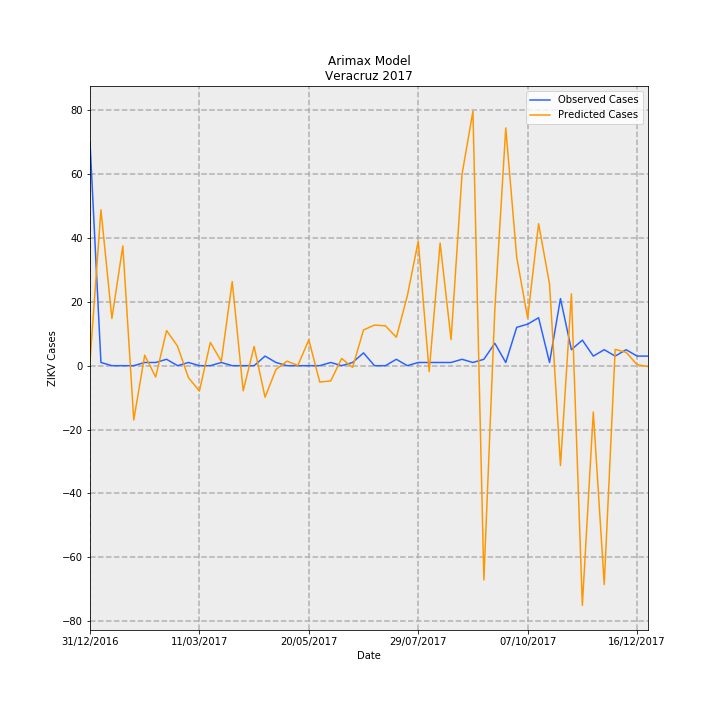 Arimax Model
Veracruz 2017
Observed Cases
Predicted Cases
80
60
40
20
0
−20
−40
−60
−80
ZIKV Cases
31/12/2016 11/03/2017 20/05/2017 29/07/2017 07/10/2017 16/12/2017
Date